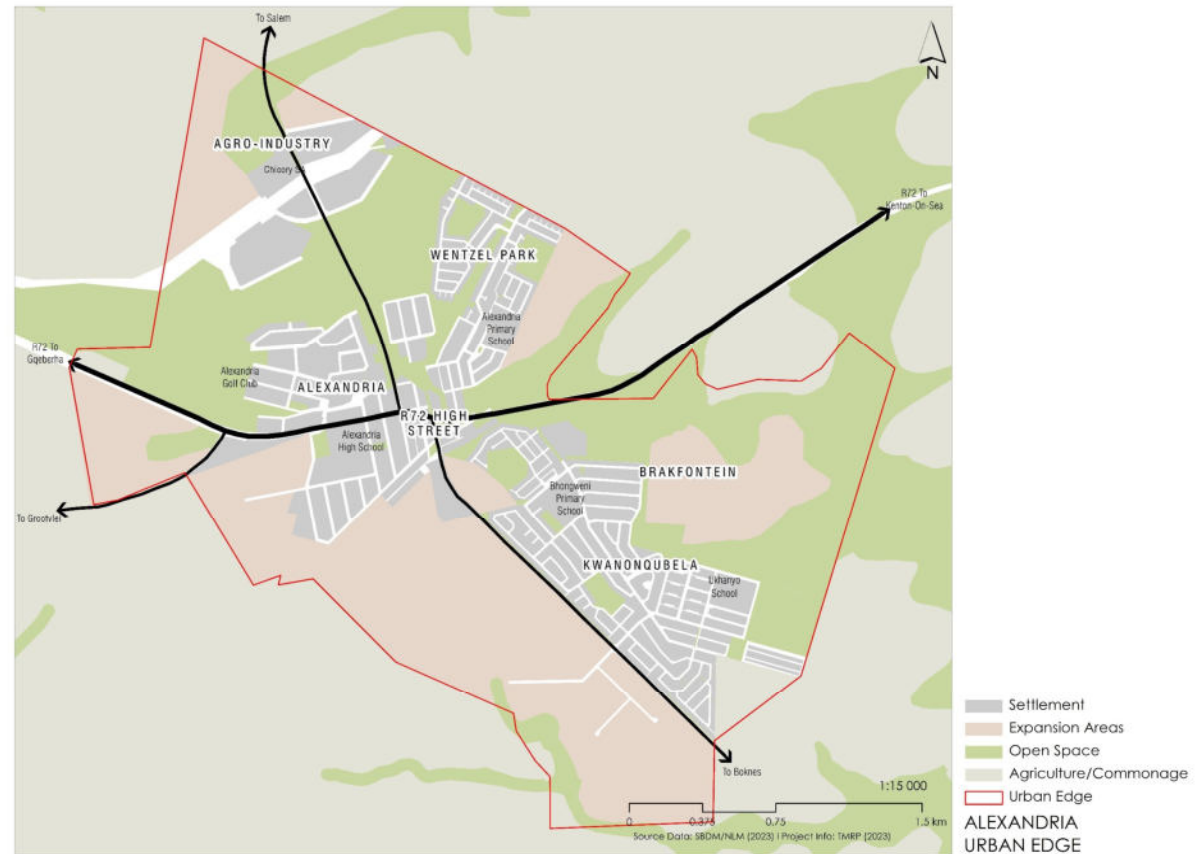 To Salem
N
AGRO-INDUSTRY
Chicory SA
R72 To
Kenton-On-Sea
WENTZEL PARK
Alexandria
Primary
School
R72 To
Gqeberha
Alexandria
Golf Club
ALEXANDRIA
R72 HIGH
STREET
Alexandria
High School
BRAKFONTEIN
Bhongweni
Primary
School
To Grootvlei
KWANONQUBELA
Ukhanyo
School
To Boknes
1:15 000
0 0.375 0.75 1.5 km
Source Data: SBDM/NLM (2023) I Project Info: TMRP (2023)
Settlement
Expansion Areas
Open Space
Agriculture/Commonage
Urban Edge
ALEXANDRIA
URBAN EDGE